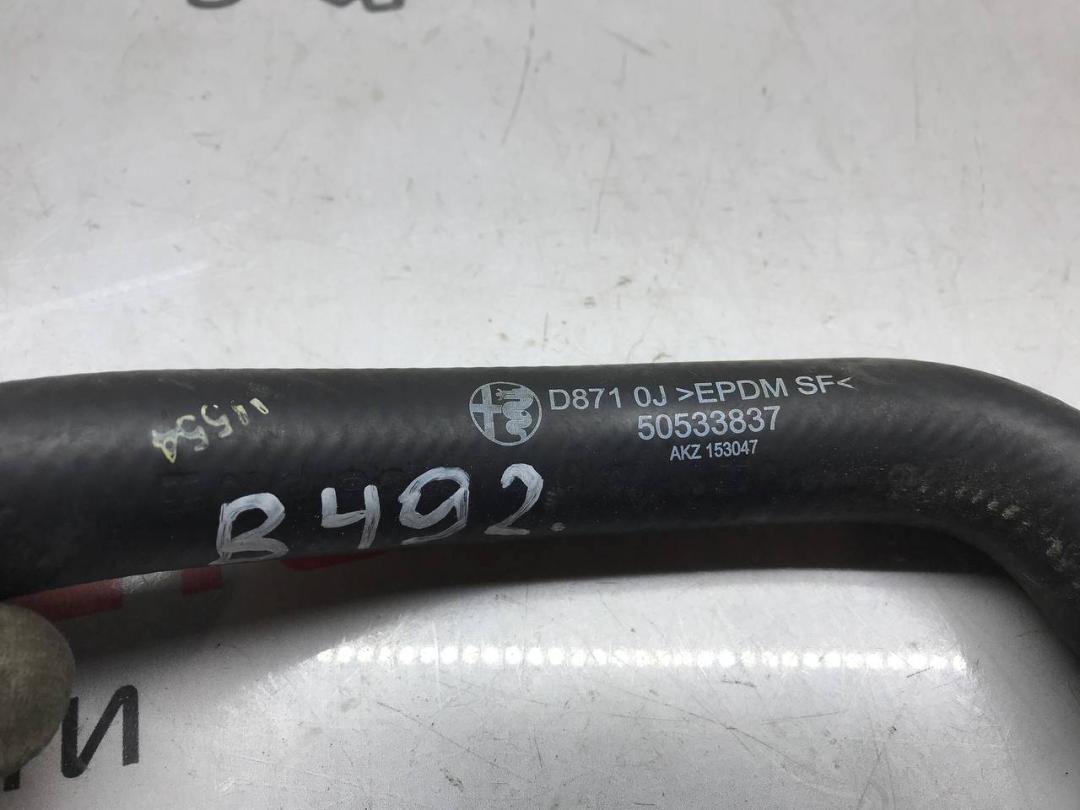 D871 0J >EPDM SF<
50533837
AKZ 153047
B492.